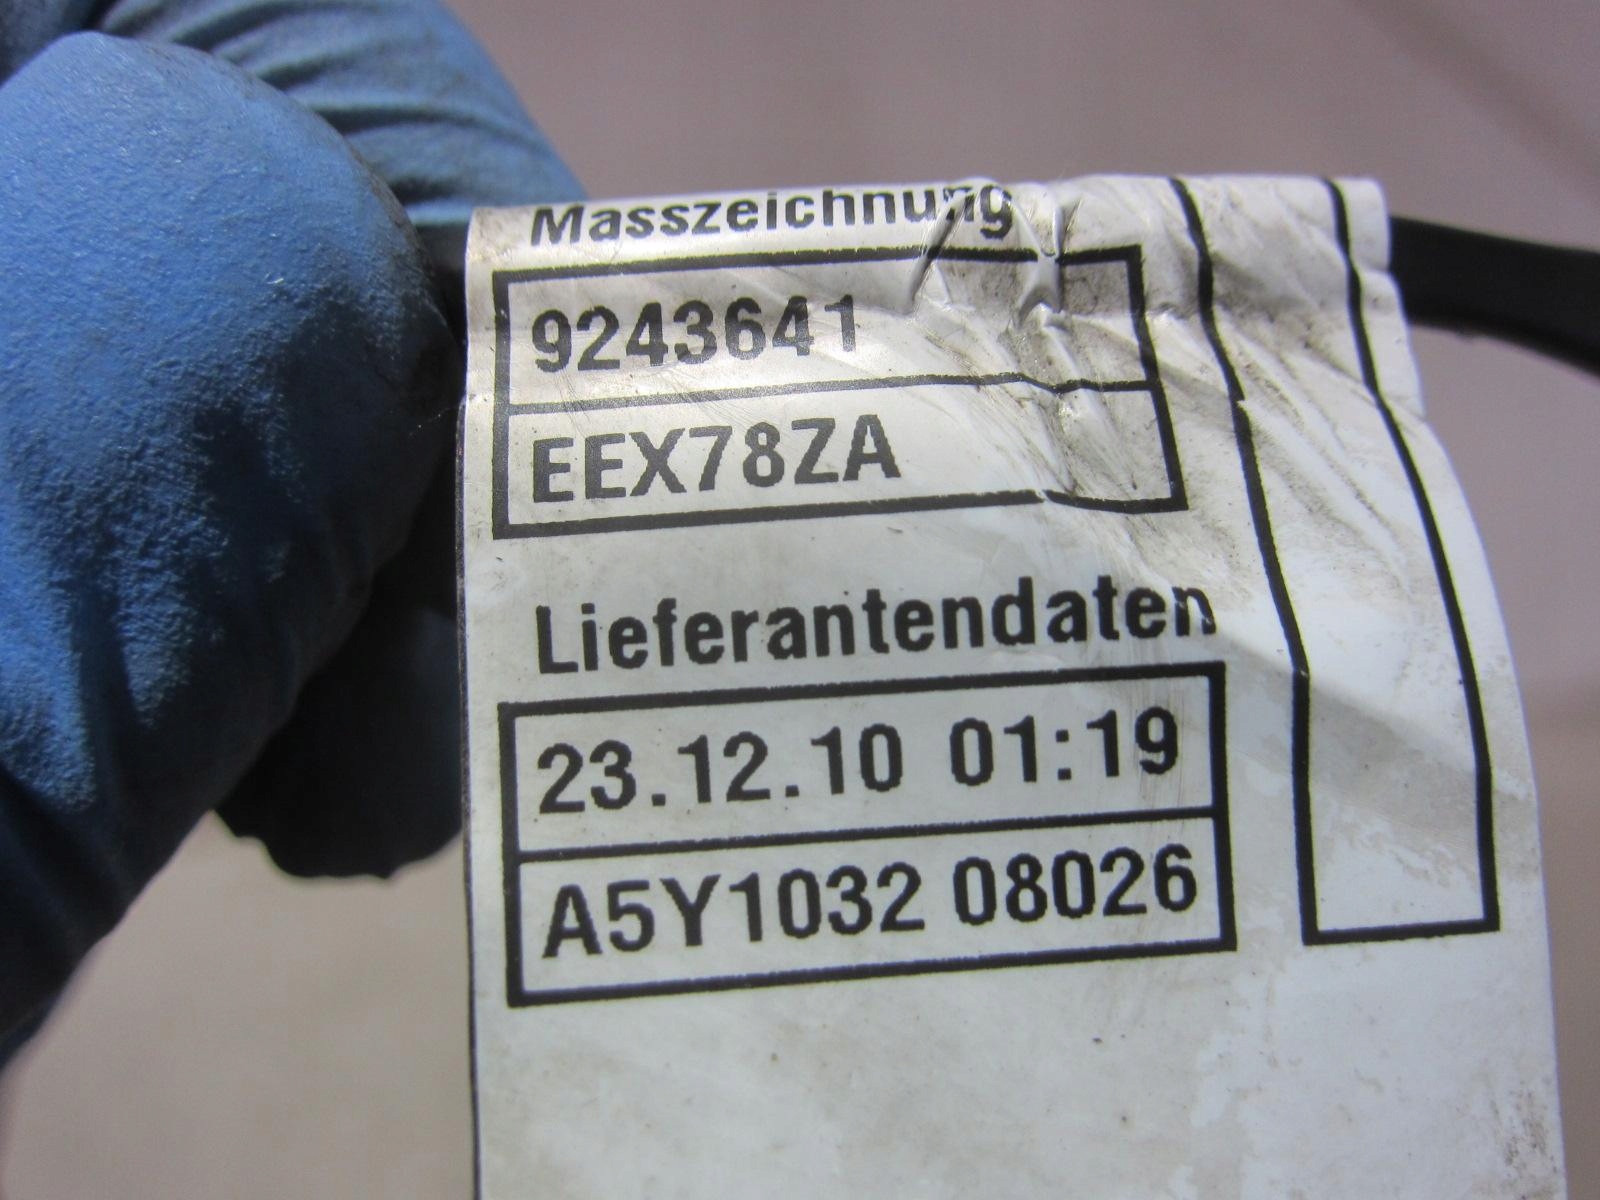 Masszeichnung
9243641
EEX78ZA
Lieferantendaten
23.12.10 01:19
A5Y1032 08026